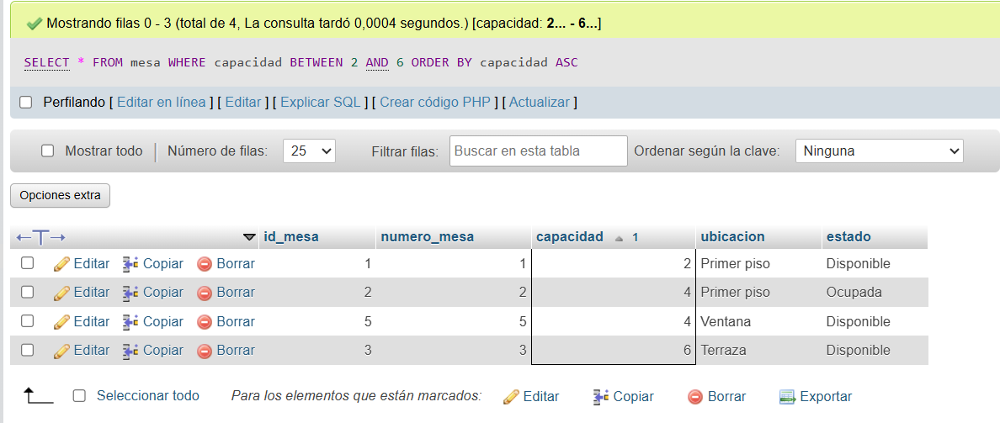 Mostrando filas 0 - 3 (total de 4, La consulta tardó 0,0004 segundos.) [capacidad: 2... - 6...]
SELECT * FROM mesa WHERE capacidad BETWEEN 2 AND 6 ORDER BY capacidad ASC
Perfilando [ Editar en línea ] [ Editar ] [ Explicar SQL ] [ Crear código PHP ] [ Actualizar ]
Mostrar todo | Número de filas: 25 Filtrar filas: Buscar en esta tabla Ordenar según la clave: Ninguna
Opciones extra
id_mesa numero_mesa capacidad 1 ubicacion estado
Editar Copiar Borrar 1 1 2 Primer piso Disponible
Editar Copiar Borrar 2 2 4 Primer piso Ocupada
Editar Copiar Borrar 5 5 4 Ventana Disponible
Editar Copiar Borrar 3 3 6 Terraza Disponible
Seleccionar todo Para los elementos que están marcados: Editar Copiar Borrar Exportar